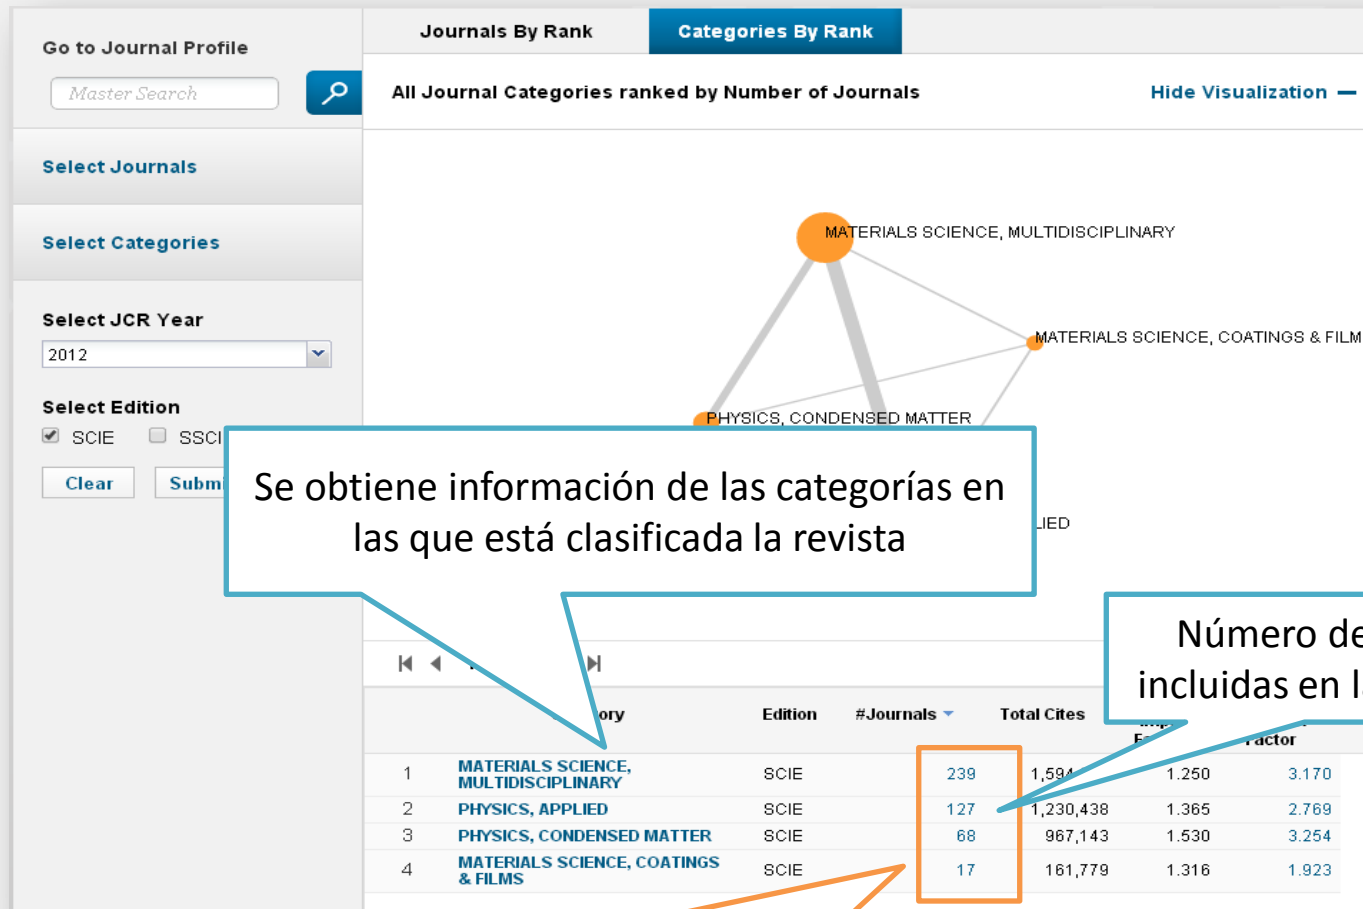 Go to Journal Profile
Master Search
Select Journals
Select Categories
Select JCR Year
2012
Select Edition
SCIE SSCI
Clear
Journals By Rank Categories By Rank
All Journal Categories ranked by Number of Journals Hide Visualization —
MATERIALS SCIENCE, MULTIDISCIPLINARY
MATERIALS SCIENCE, COATINGS & FILM
PHYSICS, CONDENSED MATTER
Se obtiene información de las categorías en
las que está clasificada la revista
Número de
incluidas en
Edition #Journals Total Cites
1 MATERIALS SCIENCE, MULTIDISCIPLINARY SCIE 239 1.250 3.170
2 PHYSICS, APPLIED SCIE 127 1,230,438 1.365 2.769
3 PHYSICS, CONDENSED MATTER SCIE 68 967,143 1.530 3.254
4 MATERIALS SCIENCE, COATINGS & FILMS SCIE 17 161,779 1.316 1.923